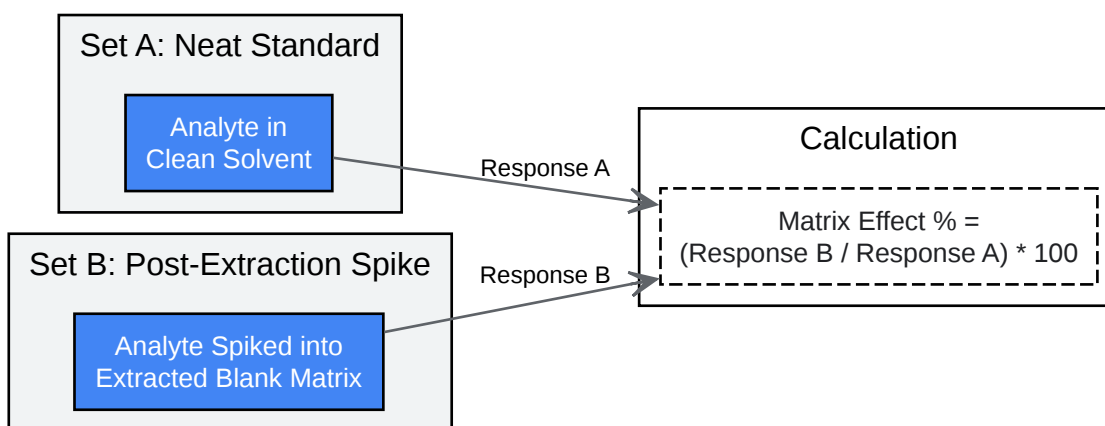 Set A: Neat Standard
Analyte in
Clean Solvent
Response A
Set B: Post-Extraction Spike
Analyte Spiked into
Extracted Blank Matrix
Response B
Calculation
Matrix Effect % =
(Response B / Response A) * 100